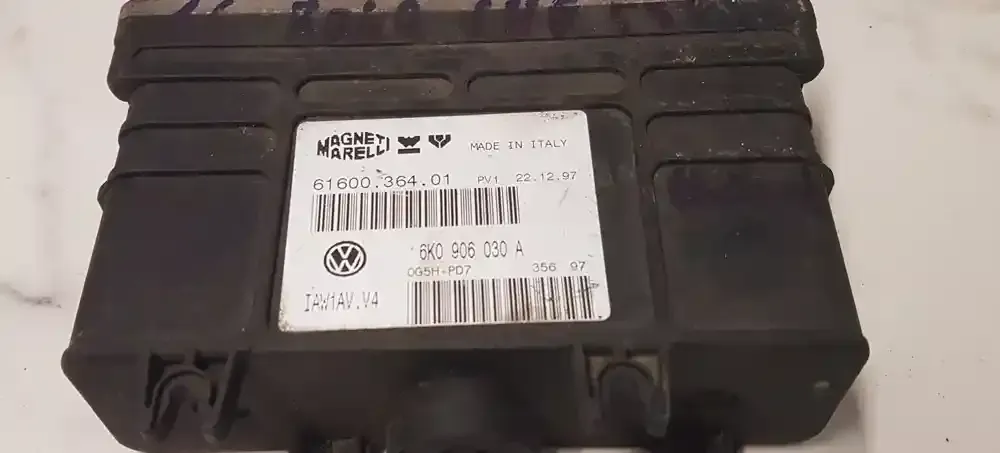 MAGNETI
MARELLI
MADE IN ITALY
61600.364.01 PV1 22.12.97
6K0 906 030 A
0G5H-PD7 356 97
IAW1AV.V4